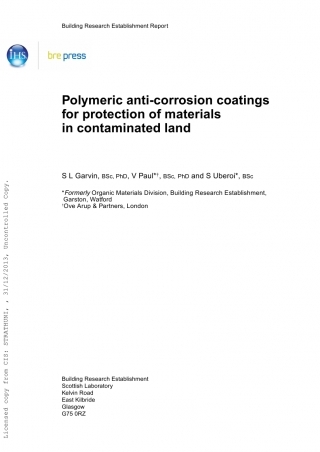 Building Research Establishment Report
IHS
bre press
Polymeric anti-corrosion coatings
for protection of materials
in contaminated land
S L Garvin, BSc, PhD, V Paul*†, BSc, PhD and S Uberoi*, BSc
*Formerly Organic Materials Division, Building Research Establishment,
Garston, Watford
†Ove Arup & Partners, London
Building Research Establishment
Scottish Laboratory
Kelvin Road
East Kilbride
Glasgow
G75 0RZ
Licensed copy from CIS: STRATHUNI, , 31/12/2013, Uncontrolled Copy.